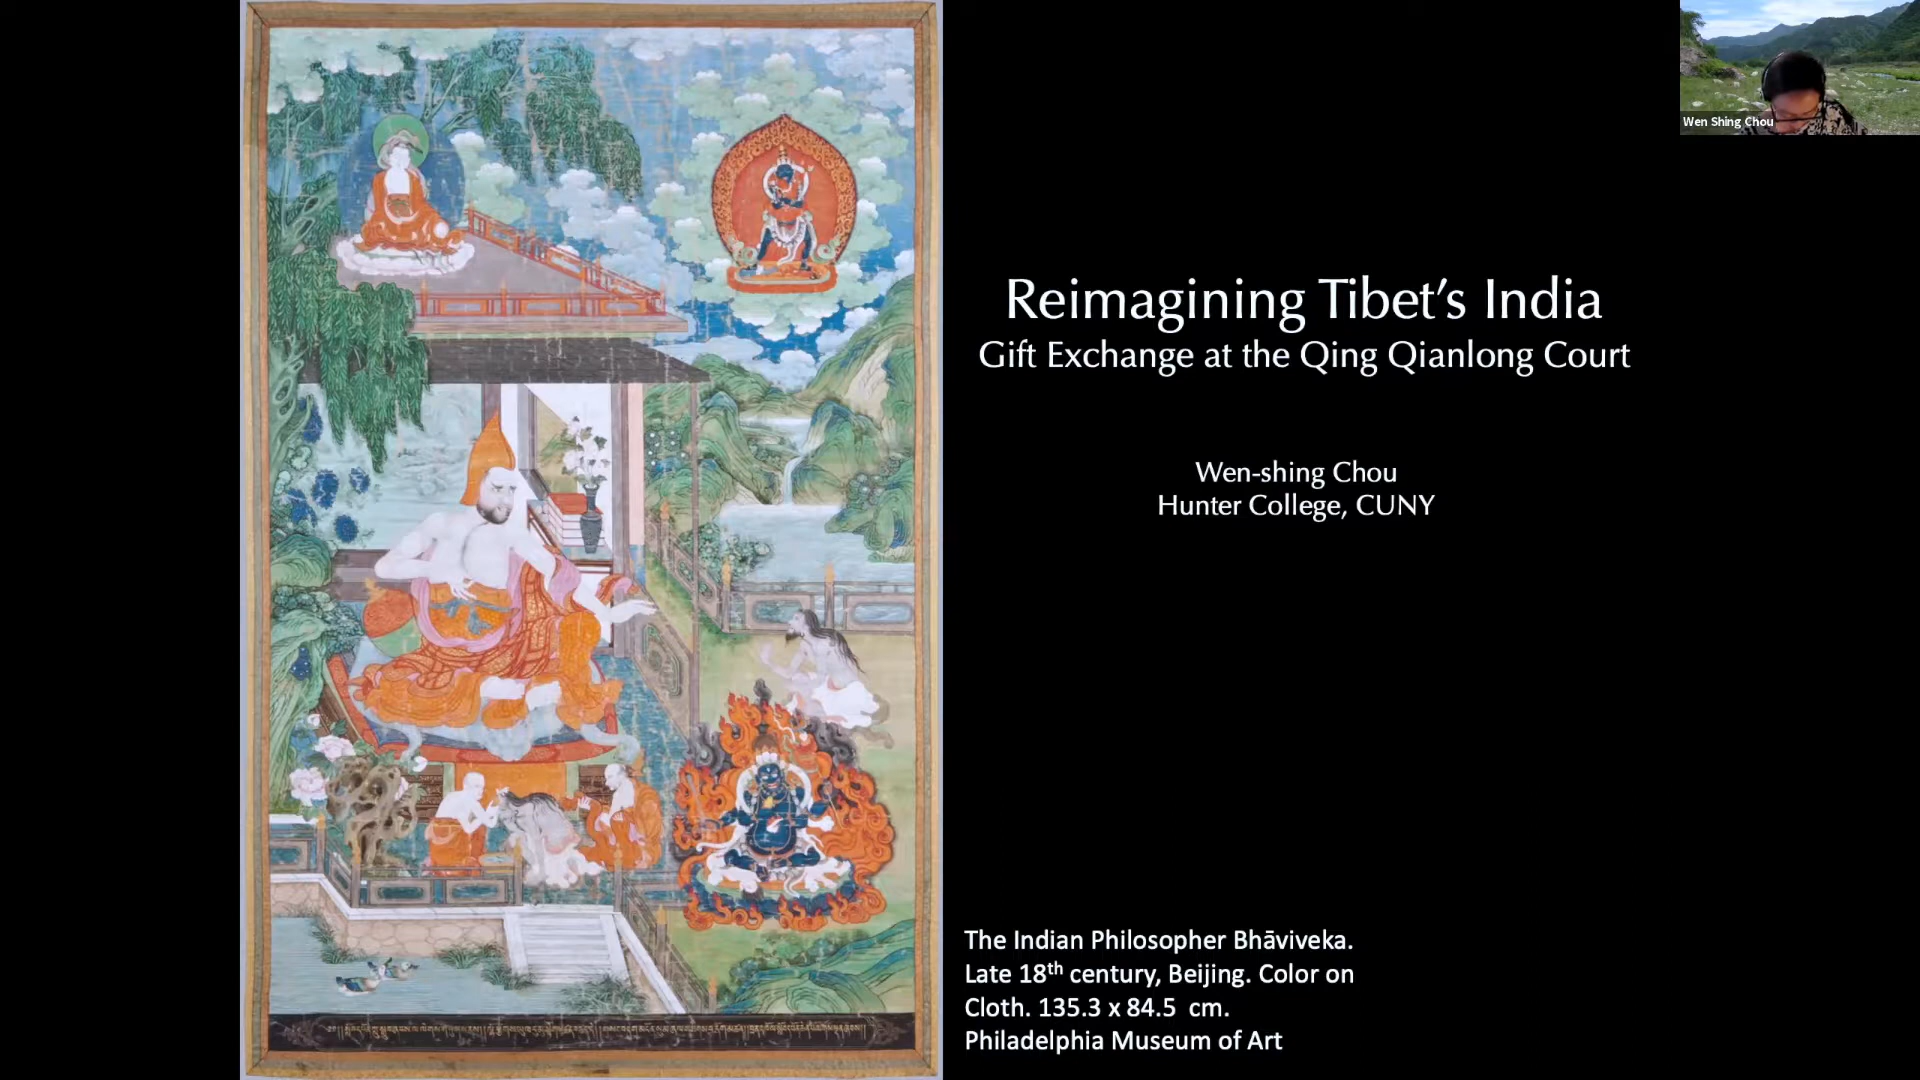 Reimagining Tibet's India
Gift Exchange at the Qing Qianlong Court
Wen-shing Chou
Hunter College, CUNY
The Indian Philosopher Bhāviveka.
Late 18th century, Beijing. Color on
Cloth. 135.3 x 84.5 cm.
Philadelphia Museum of Art
Wen Shing Chou